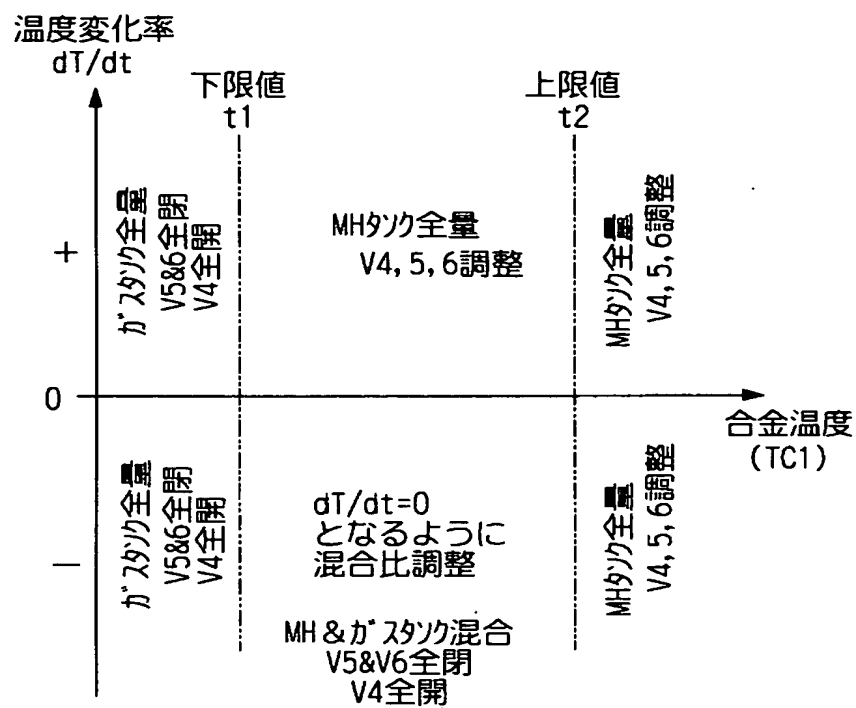 温度変化率
dT/dt
下限値
t1
上限値
t2
+
ｶﾞｽﾀﾝｸ全量
V5&6全閉
V4全開
MHﾀﾝｸ全量
V4,5,6調整
MHﾀﾝｸ全量
V4,5,6調整
0
合金温度
(TC1)
−
ｶﾞｽﾀﾝｸ全量
V5&6全閉
V4全開
dT/dt=0
となるように
混合比調整
MH&ｶﾞｽﾀﾝｸ混合
V5&V6全閉
V4全開
MHﾀﾝｸ全量
V4,5,6調整